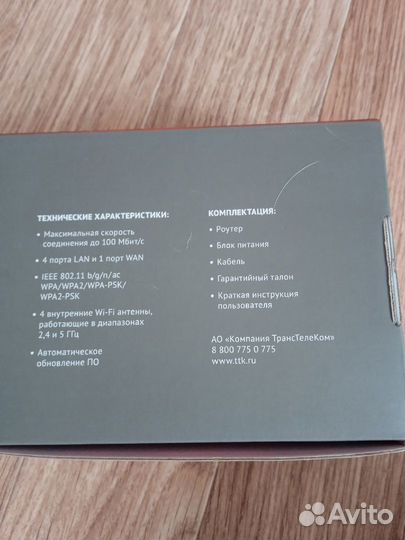 ТЕХНИЧЕСКИЕ ХАРАКТЕРИСТИКИ:
• Максимальная скорость
соединения до 100 Мбит/с
• 4 порта LAN и 1 порт WAN
• IEEE 802.11 b/g/n/ac
WPA/WPA2/WPA-PSK/
WPA2-PSK
• 4 внутренние Wi-Fi антенны,
работающие в диапазонах
2,4 и 5 ГГц
• Автоматическое
обновление ПО
КОМПЛЕКТАЦИЯ:
• Роутер
• Блок питания
• Кабель
• Гарантийный талон
• Краткая инструкция
пользователя
АО «Компания ТрансТелеКом»
8 800 775 0 775
www.ttk.ru
Avito